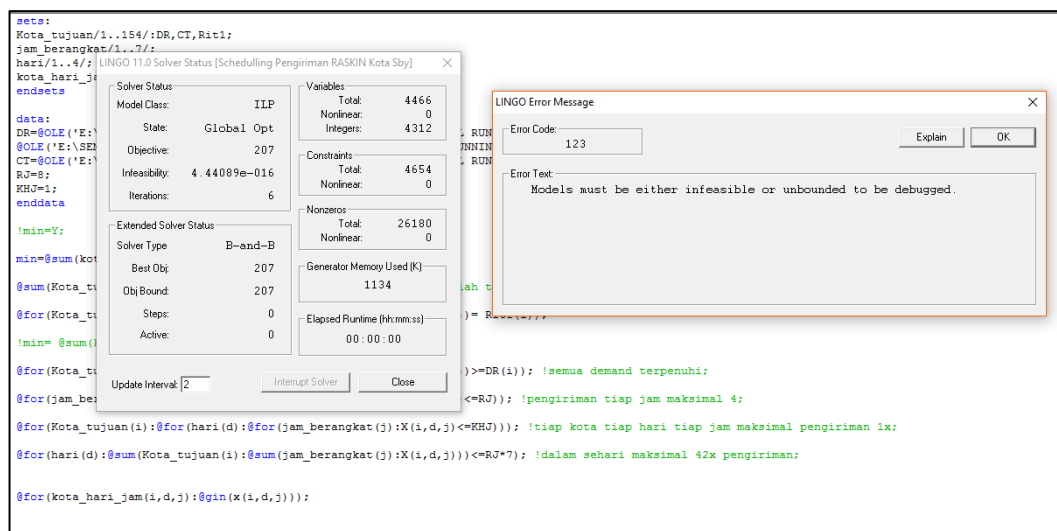 sets:
Kota_tujuan/1..154/:DR,CT,Rit1;
jam_berangkat/1..7/;
hari/1..4/;
kota_hari_ja
endsets
data:
DR=@OLE('E:\ L RUN
@OLE('E:\SEM UNNIN
CT=@OLE('E:\ L RUN
RJ=8;
KHJ=1;
enddata
!min=Y;
min=@sum(kot
@sum(Kota_tu lah t
@for(Kota_tu )=
!min= @sum(
@for(Kota_tu )>=DR(i)); !semua demand terpenuhi;
@for(jam_be <=RJ)); !pengiriman tiap jam maksimal 4;
@for(Kota_tujuan(i):@for(hari(d):@for(jam_berangkat(j):X(i,d,j)<=KHJ))); !tiap kota tiap hari tiap jam maksimal pengiriman 1x;
@for(hari(d):@sum(Kota_tujuan(i):@sum(jam_berangkat(j):X(i,d,j)))<=RJ*7); !dalam sehari maksimal 42x pengiriman;
@for(kota_hari_jam(i,d,j):@gin(x(i,d,j)));
LINGO 11.0 Solver Status [Schedulling Pengiriman RASKIN Kota Sby]
Solver Status
Model Class: ILP
State: Global Opt
Objective: 207
Infeasibility: 4.44089e-016
Iterations: 6
Extended Solver Status
Solver Type B-and-B
Best Obj: 207
Obj Bound: 207
Steps: 0
Active: 0
Variables
Total: 4466
Nonlinear: 0
Integers: 4312
Constraints
Total: 4654
Nonlinear: 0
Nonzeros
Total: 26180
Nonlinear: 0
Generator Memory Used (K)
1134
Elapsed Runtime (hh:mm:ss)
00:00:00
Update Interval: 2
Interrupt Solver
Close
LINGO Error Message
Error Code:
123
Explain
OK
Error Text:
Models must be either infeasible or unbounded to be debugged.